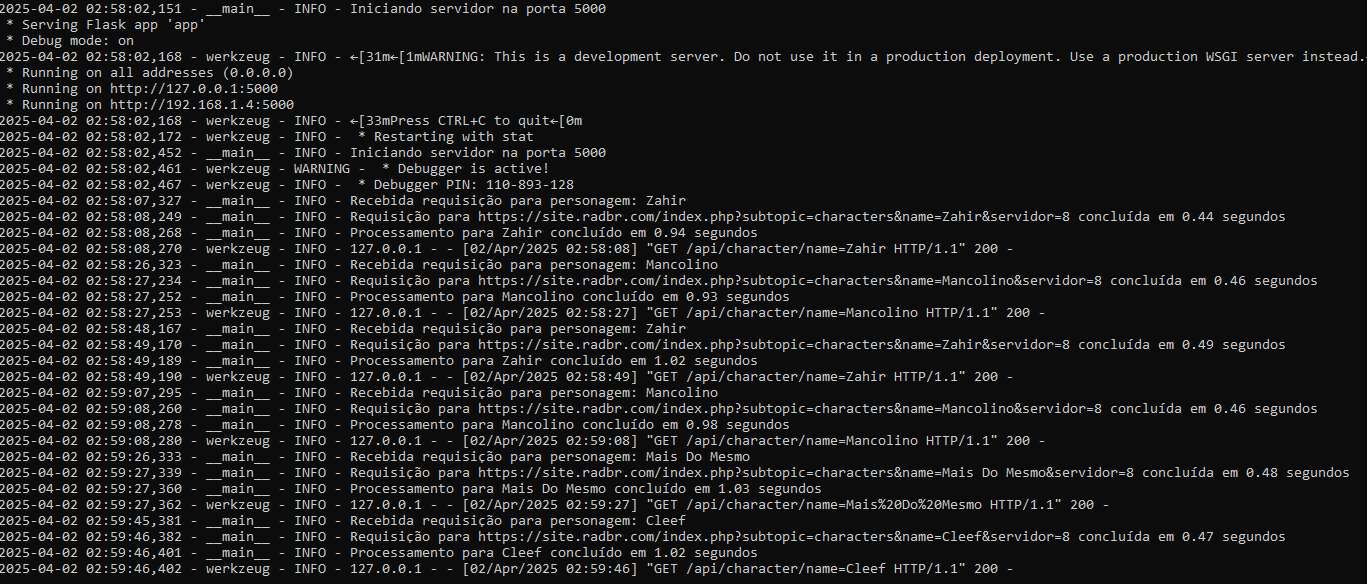 2025-04-02 02:58:02,151 - __main__ - INFO - Iniciando servidor na porta 5000
 * Serving Flask app 'app'
 * Debug mode: on
2025-04-02 02:58:02,168 - werkzeug - INFO - ←[31m←[1mWARNING: This is a development server. Do not use it in a production deployment. Use a production WSGI server instead.
 * Running on all addresses (0.0.0.0)
 * Running on http://127.0.0.1:5000
 * Running on http://192.168.1.4:5000
2025-04-02 02:58:02,168 - werkzeug - INFO - ←[33mPress CTRL+C to quit←[0m
2025-04-02 02:58:02,172 - werkzeug - INFO -  * Restarting with stat
2025-04-02 02:58:02,452 - __main__ - INFO - Iniciando servidor na porta 5000
2025-04-02 02:58:02,461 - werkzeug - WARNING -  * Debugger is active!
2025-04-02 02:58:02,467 - werkzeug - INFO -  * Debugger PIN: 110-893-128
2025-04-02 02:58:07,327 - __main__ - INFO - Recebida requisição para personagem: Zahir
2025-04-02 02:58:08,249 - __main__ - INFO - Requisição para https://site.radbr.com/index.php?subtopic=characters&name=Zahir&servidor=8 concluída em 0.44 segundos
2025-04-02 02:58:08,268 - __main__ - INFO - Processamento para Zahir concluído em 0.94 segundos
2025-04-02 02:58:08,270 - werkzeug - INFO - 127.0.0.1 - - [02/Apr/2025 02:58:08] "GET /api/character/name=Zahir HTTP/1.1" 200 -
2025-04-02 02:58:26,323 - __main__ - INFO - Recebida requisição para personagem: Mancolino
2025-04-02 02:58:27,234 - __main__ - INFO - Requisição para https://site.radbr.com/index.php?subtopic=characters&name=Mancolino&servidor=8 concluída em 0.46 segundos
2025-04-02 02:58:27,252 - __main__ - INFO - Processamento para Mancolino concluído em 0.93 segundos
2025-04-02 02:58:27,253 - werkzeug - INFO - 127.0.0.1 - - [02/Apr/2025 02:58:27] "GET /api/character/name=Mancolino HTTP/1.1" 200 -
2025-04-02 02:58:48,167 - __main__ - INFO - Recebida requisição para personagem: Zahir
2025-04-02 02:58:49,170 - __main__ - INFO - Requisição para https://site.radbr.com/index.php?subtopic=characters&name=Zahir&servidor=8 concluída em 0.49 segundos
2025-04-02 02:58:49,189 - __main__ - INFO - Processamento para Zahir concluído em 1.02 segundos
2025-04-02 02:58:49,190 - werkzeug - INFO - 127.0.0.1 - - [02/Apr/2025 02:58:49] "GET /api/character/name=Zahir HTTP/1.1" 200 -
2025-04-02 02:59:07,295 - __main__ - INFO - Recebida requisição para personagem: Mancolino
2025-04-02 02:59:08,260 - __main__ - INFO - Requisição para https://site.radbr.com/index.php?subtopic=characters&name=Mancolino&servidor=8 concluída em 0.46 segundos
2025-04-02 02:59:08,278 - __main__ - INFO - Processamento para Mancolino concluído em 0.98 segundos
2025-04-02 02:59:08,280 - werkzeug - INFO - 127.0.0.1 - - [02/Apr/2025 02:59:08] "GET /api/character/name=Mancolino HTTP/1.1" 200 -
2025-04-02 02:59:26,333 - __main__ - INFO - Recebida requisição para personagem: Mais Do Mesmo
2025-04-02 02:59:27,339 - __main__ - INFO - Requisição para https://site.radbr.com/index.php?subtopic=characters&name=Mais Do Mesmo&servidor=8 concluída em 0.48 segundos
2025-04-02 02:59:27,360 - __main__ - INFO - Processamento para Mais Do Mesmo concluído em 1.03 segundos
2025-04-02 02:59:27,362 - werkzeug - INFO - 127.0.0.1 - - [02/Apr/2025 02:59:27] "GET /api/character/name=Mais%20Do%20Mesmo HTTP/1.1" 200 -
2025-04-02 02:59:45,381 - __main__ - INFO - Recebida requisição para personagem: Cleef
2025-04-02 02:59:46,382 - __main__ - INFO - Requisição para https://site.radbr.com/index.php?subtopic=characters&name=Cleef&servidor=8 concluída em 0.47 segundos
2025-04-02 02:59:46,401 - __main__ - INFO - Processamento para Cleef concluído em 1.02 segundos
2025-04-02 02:59:46,402 - werkzeug - INFO - 127.0.0.1 - - [02/Apr/2025 02:59:46] "GET /api/character/name=Cleef HTTP/1.1" 200 -